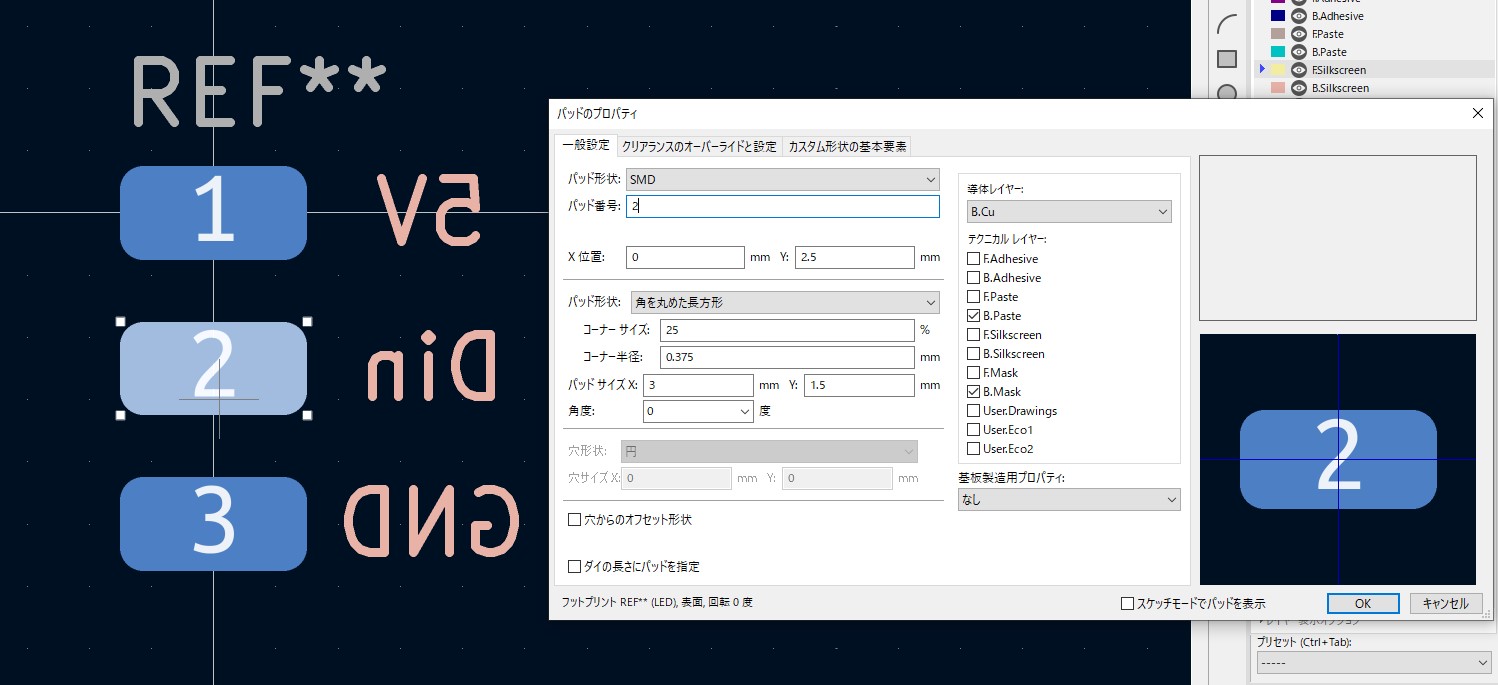 F.Adhesive
B.Adhesive
F.Paste
B.Paste
F.Silkscreen
B.Silkscreen
REF**
1
5V
2
Din
3
GND
パッドのプロパティ
一般設定 クリアランスのオーバーライドと設定 カスタム形状の基本要素
パッド形状: SMD
パッド番号: 2
X 位置: 0 mm Y: 2.5 mm
パッド形状: 角を丸めた長方形
コーナー サイズ: 25 %
コーナー半径: 0.375 mm
パッド サイズ X: 3 mm Y: 1.5 mm
角度: 0 度
穴形状: 円
穴サイズ X: 0 mm Y: 0 mm
穴からのオフセット形状
ダイの長さにパッドを指定
導体レイヤー:
B.Cu
テクニカル レイヤー:
F.Adhesive
B.Adhesive
F.Paste
B.Paste
F.Silkscreen
B.Silkscreen
F.Mask
B.Mask
User.Drawings
User.Eco1
User.Eco2
基板製造用プロパティ:
なし
2
フットプリント REF** (LED), 表面, 回転 0 度
スケッチモードでパッドを表示
OK キャンセル
レイヤー表示オプション
プリセット (Ctrl+Tab):
-----